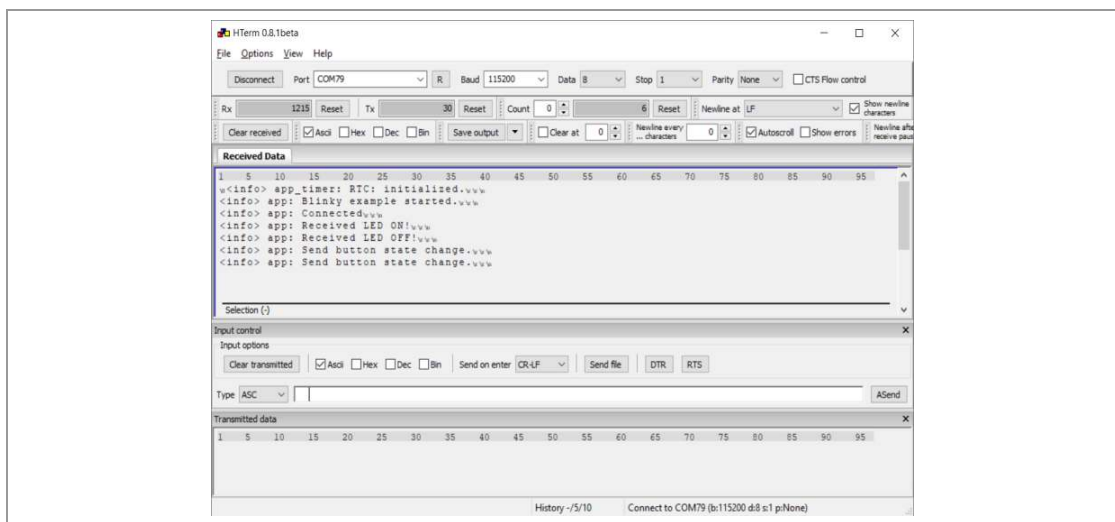 HTerm 0.8.1beta
File Options View Help
Disconnect Port COM79 R Baud 115200 Data 8 Stop 1 Parity None CTS Flow control
Rx 1215 Reset Tx 30 Reset Count 0 6 Reset Newline at LF Show newline characters
Clear received Ascii Hex Dec Bin Save output Clear at 0 Newline every ... characters 0 Autoscroll Show errors Newline afte receive paus
Received Data
1 5 10 15 20 25 30 35 40 45 50 55 60 65 70 75 80 85 90 95
<info> app_timer: RTC: initialized.
<info> app: Blinky example started.
<info> app: Connected
<info> app: Received LED ON!
<info> app: Received LED OFF!
<info> app: Send button state change.
<info> app: Send button state change.
Selection (-)
Input control
Input options
Clear transmitted Ascii Hex Dec Bin Send on enter CR-LF Send file DTR RTS
Type ASC ASend
Transmitted data
1 5 10 15 20 25 30 35 40 45 50 55 60 65 70 75 80 85 90 95
History -/5/10 Connect to COM79 (b:115200 d:8 s:1 p:None)